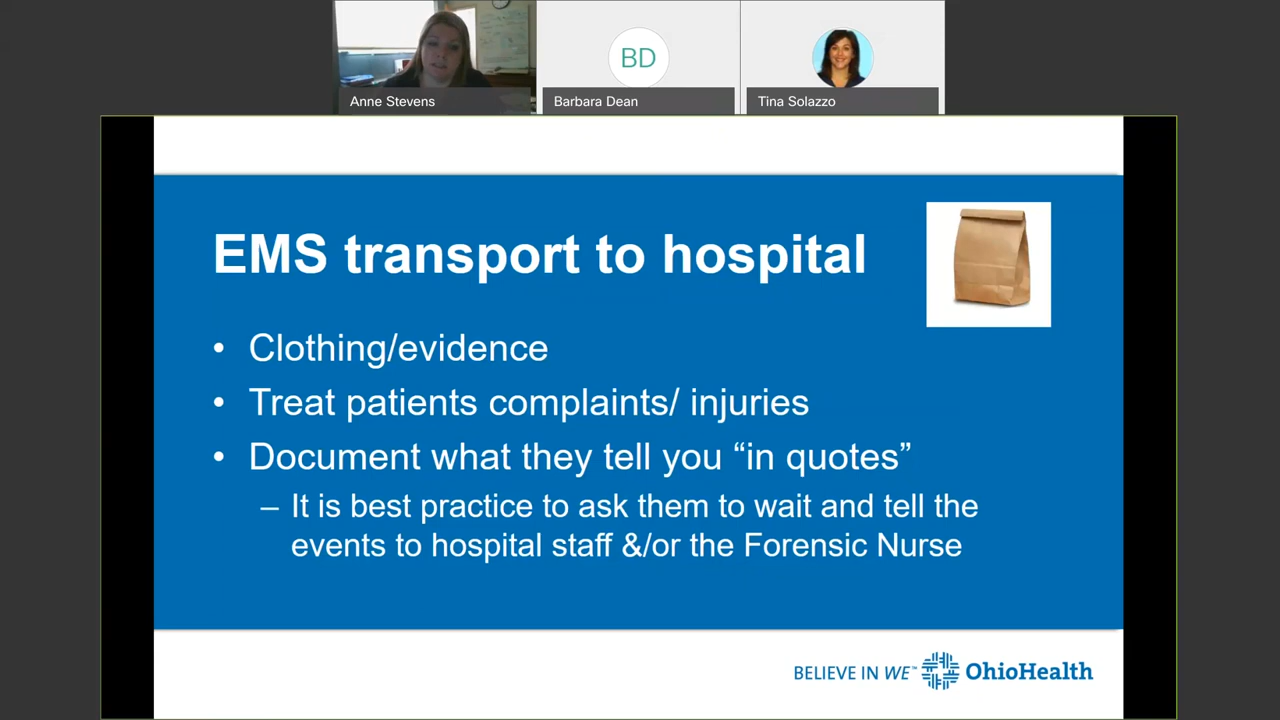 Anne Stevens
BD
Barbara Dean
Tina Solazzo
EMS transport to hospital
• Clothing/evidence
• Treat patients complaints/ injuries
• Document what they tell you “in quotes”
– It is best practice to ask them to wait and tell the
events to hospital staff &/or the Forensic Nurse
BELIEVE IN WE™ OhioHealth